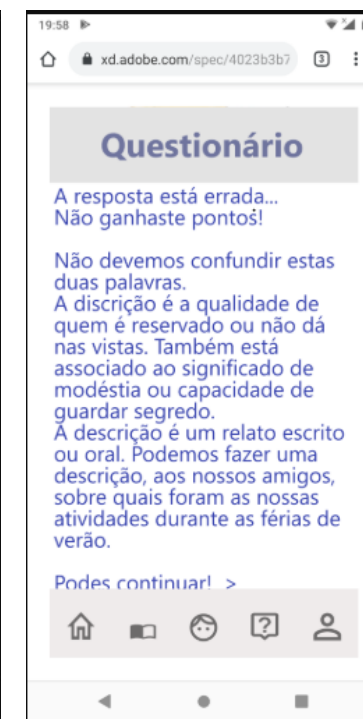 19:58
xd.adobe.com/spec/4023b3b7
3
Questionário
A resposta está errada...
Não ganhaste pontos!
Não devemos confundir estas
duas palavras.
A discrição é a qualidade de
quem é reservado ou não dá
nas vistas. Também está
associado ao significado de
modéstia ou capacidade de
guardar segredo.
A descrição é um relato escrito
ou oral. Podemos fazer uma
descrição, aos nossos amigos,
sobre quais foram as nossas
atividades durante as férias de
verão.
Podes continuar! >
?